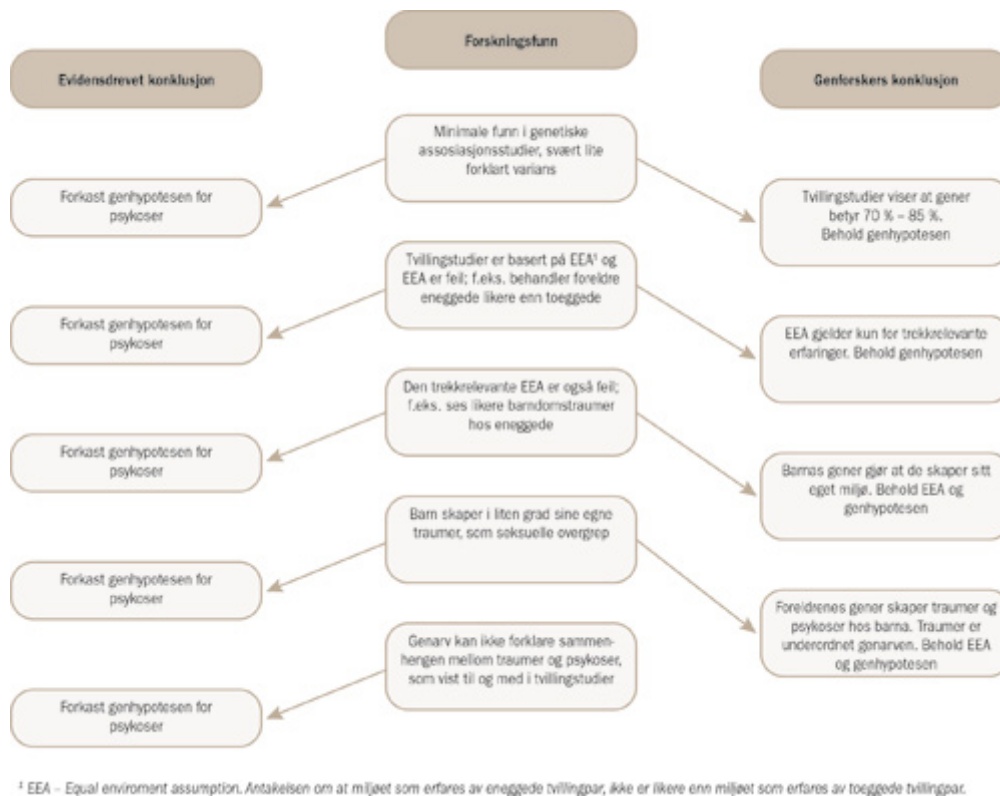 Forskningsfunn
Evidensdrevet konklusjon
Genforskers konklusjon
Minimale funn i genetiske
assosiasjonsstudier, svært lite
forklart varians
Forkast genhypotesen for
psykoser
Tvillingstudier viser at gener
betyr 70 % – 85 %.
Behold genhypotesen
Tvillingstudier er basert på EEA¹ og
EEA er feil; f.eks. behandler foreldre
eneggede likere enn toeggede
Forkast genhypotesen for
psykoser
EEA gjelder kun for trekkrelevante
erfaringer. Behold genhypotesen
Den trekkrelevante EEA er også feil;
f.eks. ses likere barndomstraumer
hos eneggede
Forkast genhypotesen for
psykoser
Barnas gener gjør at de skaper sitt
eget miljø. Behold EEA og
genhypotesen
Barn skaper i liten grad sine egne
traumer, som seksuelle overgrep
Forkast genhypotesen for
psykoser
Foreldrenes gener skaper traumer og
psykoser hos barna. Traumer er
underordnet genarven. Behold EEA
og genhypotesen
Genarv kan ikke forklare sammen-
hengen mellom traumer og psykoser,
som vist til og med i tvillingstudier
Forkast genhypotesen for
psykoser
¹ EEA – Equal enviroment assumption. Antakelsen om at miljøet som erfares av eneggede tvillingpar, ikke er likere enn miljøet som erfares av toeggede tvillingpar.